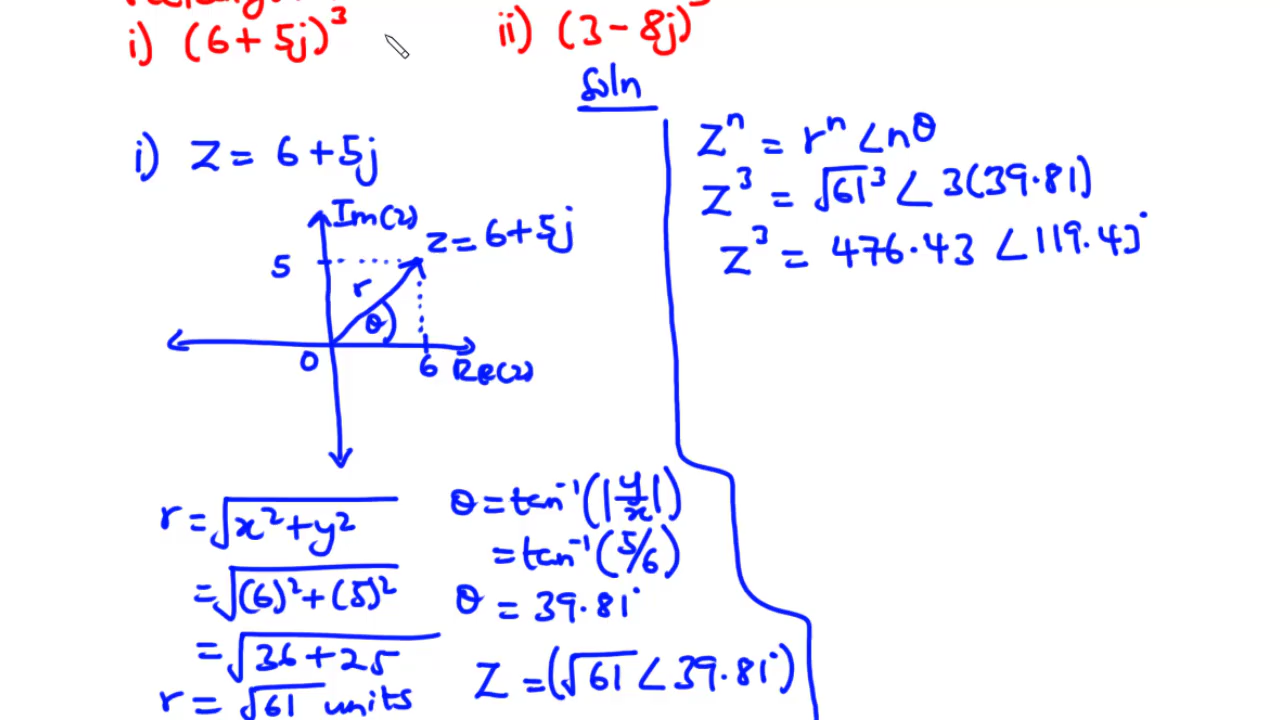 i) (6+5j)³ ii) (3-8j)
Soln
i) Z = 6+5j
Im(z)
z=6+5j
5
r
θ
0
6
Re(z)
r = √x²+y²
= √(6)²+(5)²
= √36+25
r = √61 units
θ = tan⁻¹(|y/x|)
= tan⁻¹(5/6)
θ = 39.81°
Z = (√61 ∠39.81°)
Zⁿ = rⁿ ∠nθ
Z³ = √61³ ∠3(39.81)
Z³ = 476.43 ∠119.43°